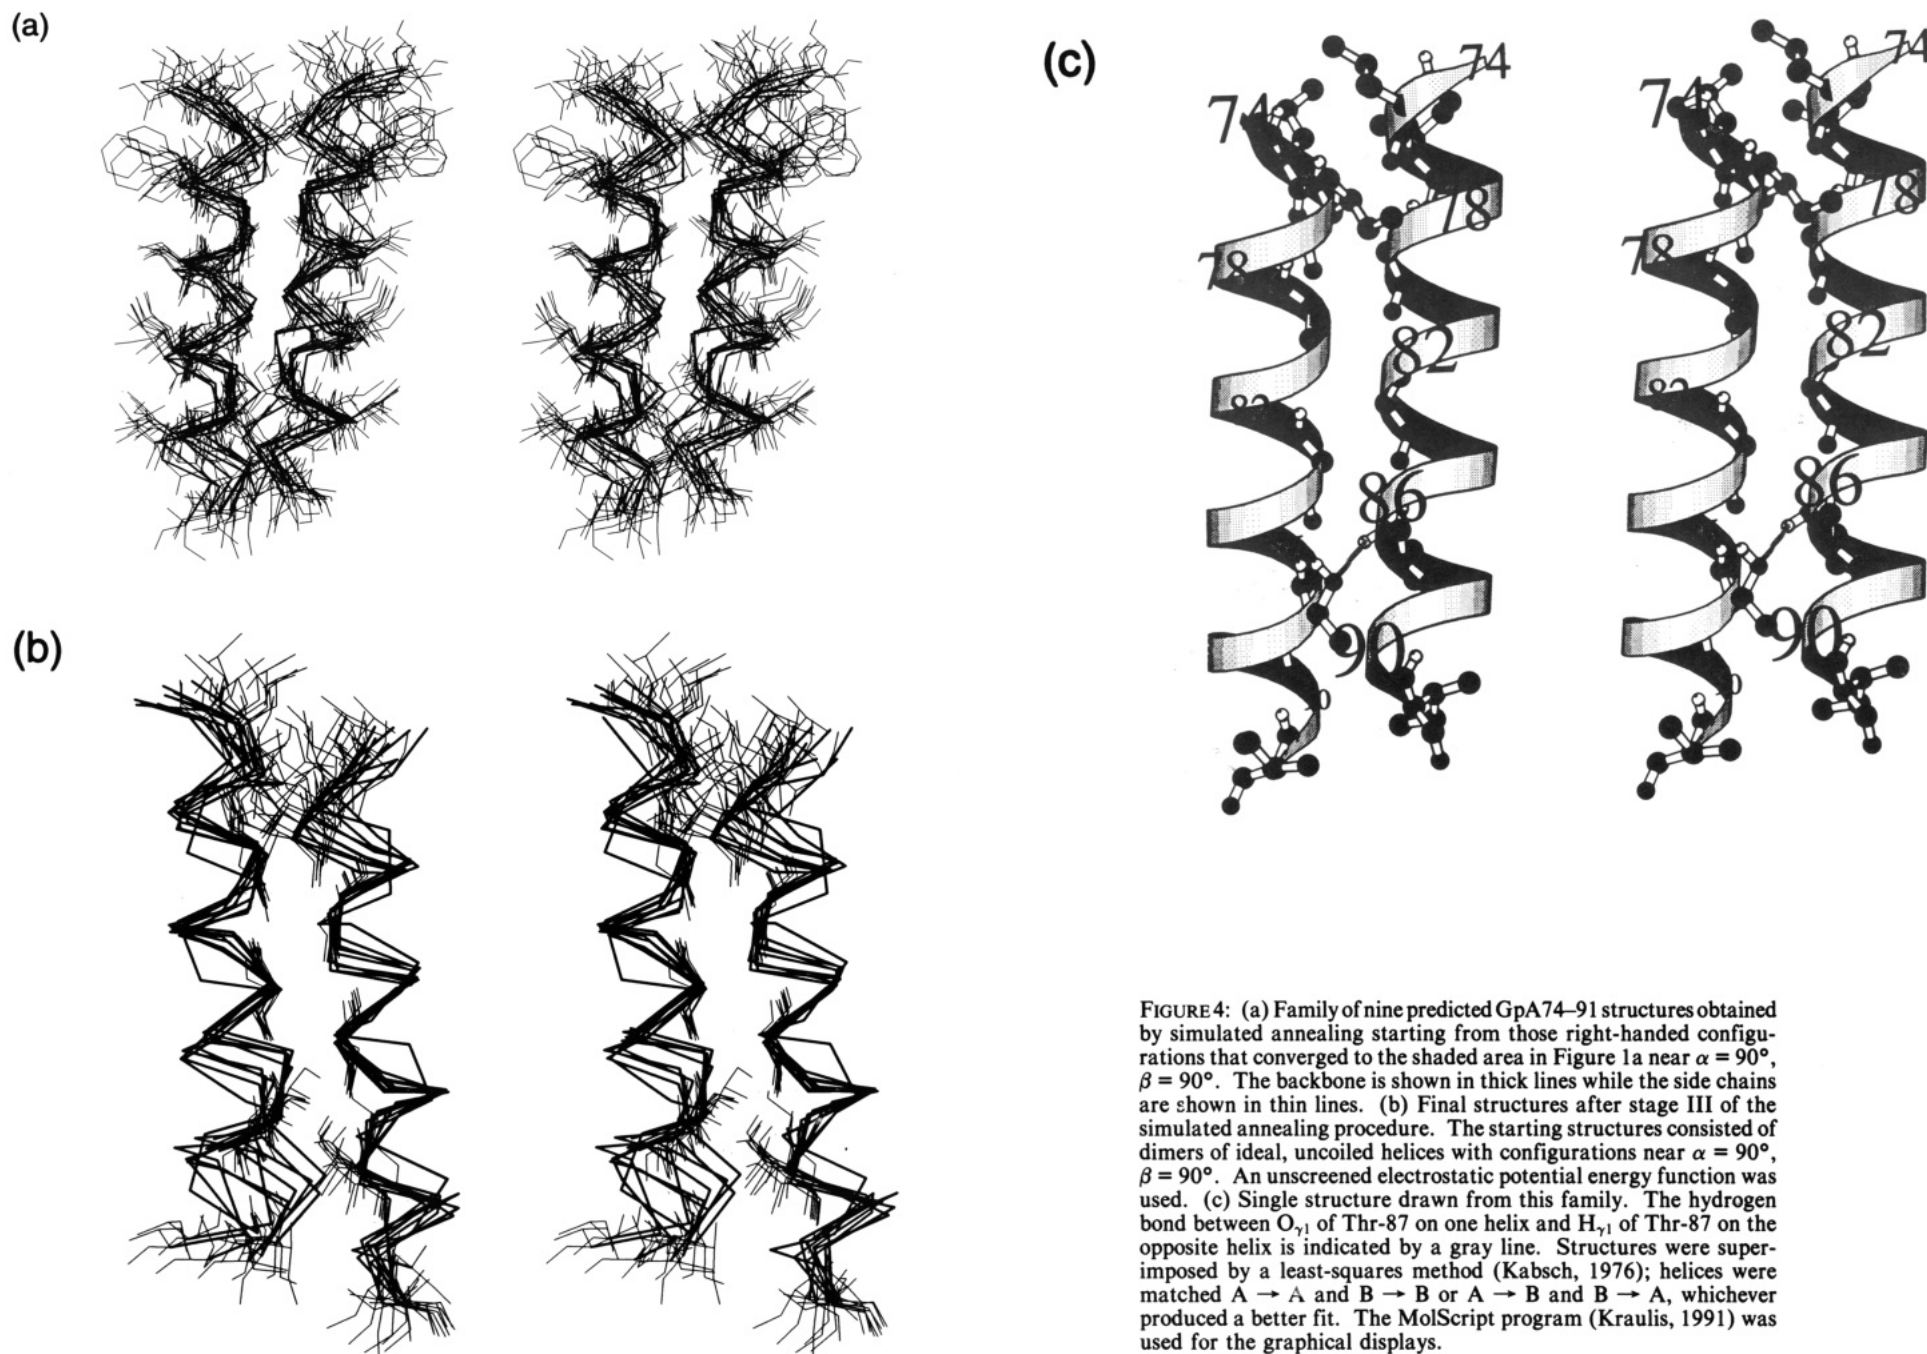 (a)
(b)
(c)
74
74
78
78
82
82
86
90
74
74
78
78
82
86
90
FIGURE 4: (a) Family of nine predicted GpA74–91 structures obtained
by simulated annealing starting from those right-handed configu-
rations that converged to the shaded area in Figure 1a near α = 90°,
β = 90°. The backbone is shown in thick lines while the side chains
are shown in thin lines. (b) Final structures after stage III of the
simulated annealing procedure. The starting structures consisted of
dimers of ideal, uncoiled helices with configurations near α = 90°,
β = 90°. An unscreened electrostatic potential energy function was
used. (c) Single structure drawn from this family. The hydrogen
bond between Oγ1 of Thr-87 on one helix and Hγ1 of Thr-87 on the
opposite helix is indicated by a gray line. Structures were super-
imposed by a least-squares method (Kabsch, 1976); helices were
matched A → A and B → B or A → B and B → A, whichever
produced a better fit. The MolScript program (Kraulis, 1991) was
used for the graphical displays.